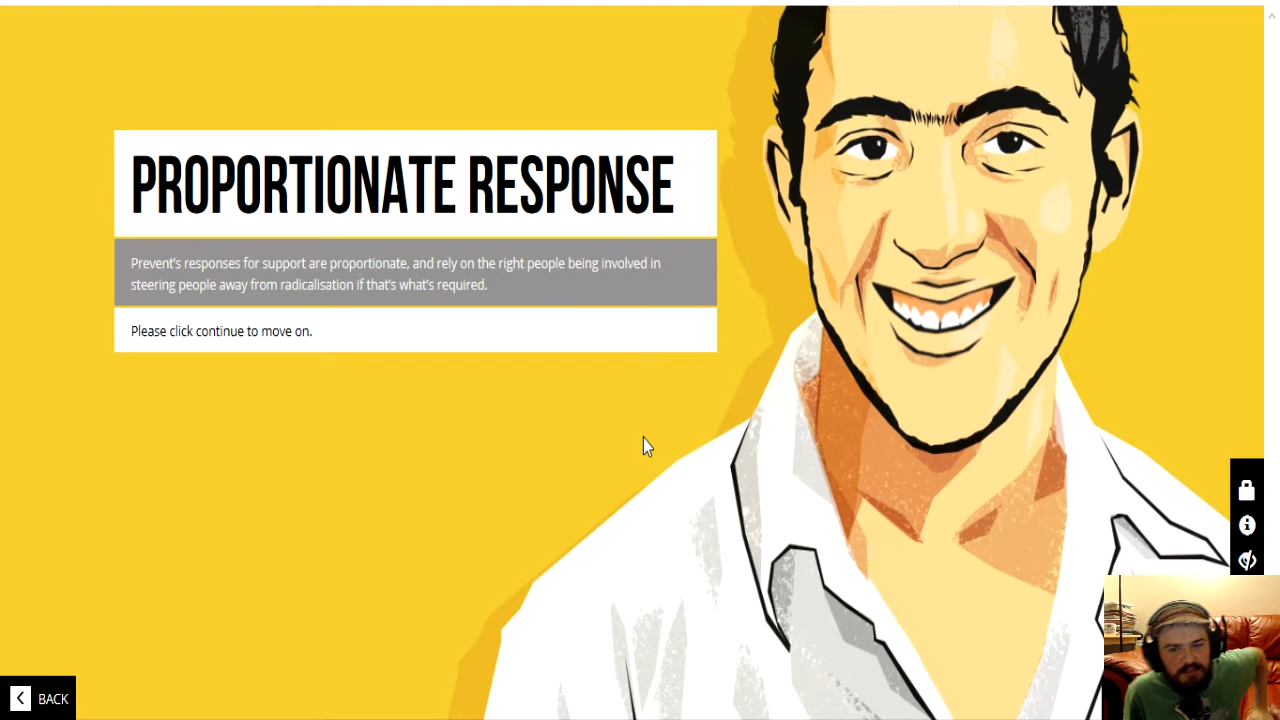 PROPORTIONATE RESPONSE
Prevent's responses for support are proportionate, and rely on the right people being involved in
steering people away from radicalisation if that's what's required.
Please click continue to move on.
BACK